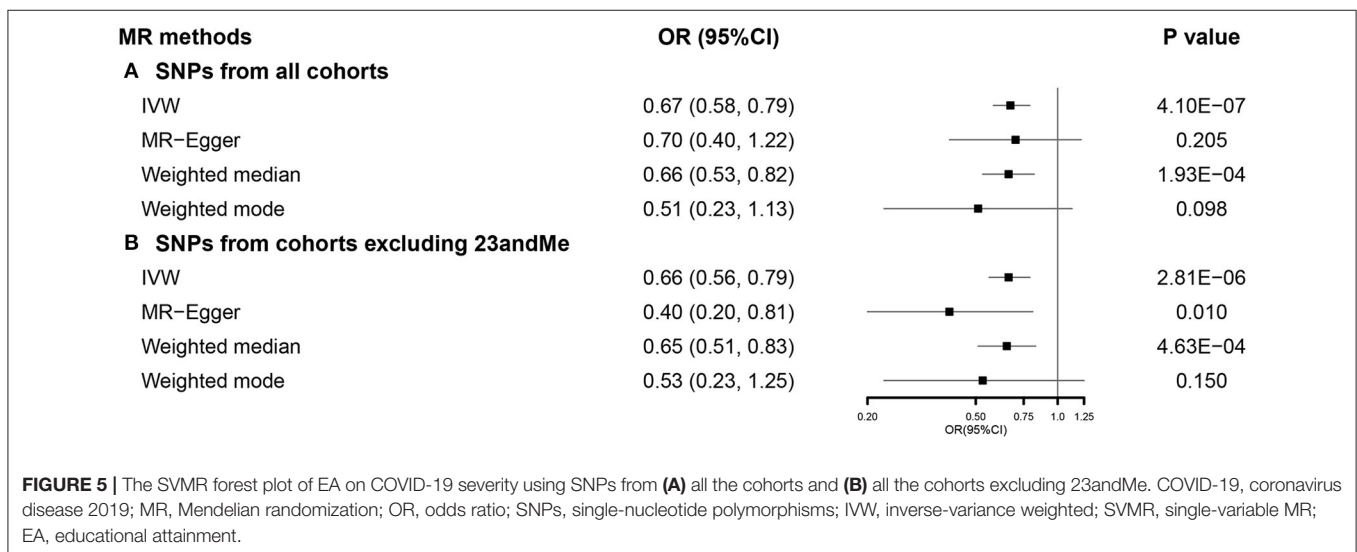 MR methods OR (95%CI) P value
A SNPs from all cohorts
IVW 0.67 (0.58, 0.79) 4.10E−07
MR−Egger 0.70 (0.40, 1.22) 0.205
Weighted median 0.66 (0.53, 0.82) 1.93E−04
Weighted mode 0.51 (0.23, 1.13) 0.098
B SNPs from cohorts excluding 23andMe
IVW 0.66 (0.56, 0.79) 2.81E−06
MR−Egger 0.40 (0.20, 0.81) 0.010
Weighted median 0.65 (0.51, 0.83) 4.63E−04
Weighted mode 0.53 (0.23, 1.25) 0.150
0.20 0.50 0.75 1.0 1.25
OR(95%CI)
FIGURE 5 | The SVMR forest plot of EA on COVID-19 severity using SNPs from (A) all the cohorts and (B) all the cohorts excluding 23andMe. COVID-19, coronavirus
disease 2019; MR, Mendelian randomization; OR, odds ratio; SNPs, single-nucleotide polymorphisms; IVW, inverse-variance weighted; SVMR, single-variable MR;
EA, educational attainment.